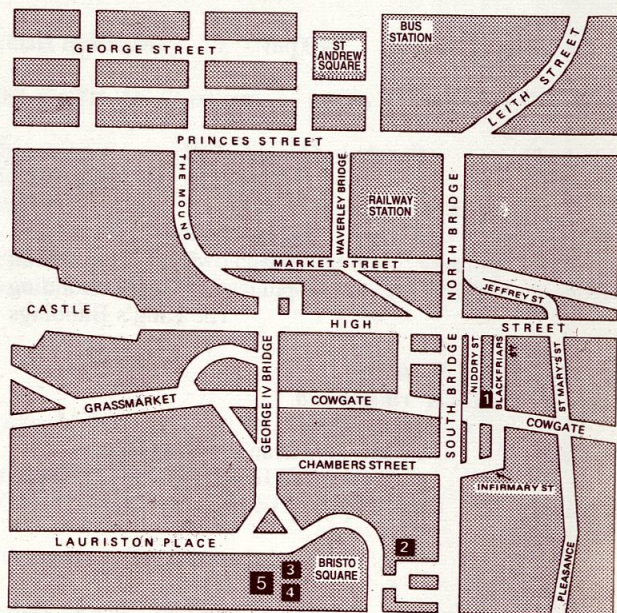 GEORGE STREET
ST
ANDREW
SQUARE
BUS
STATION
LEITH STREET
PRINCES STREET
THE MOUND
WAVERLEY BRIDGE
RAILWAY
STATION
NORTH BRIDGE
MARKET STREET
JEFFREY ST
CASTLE
HIGH STREET
GEORGE IV BRIDGE
SOUTH BRIDGE
NIDDRY ST
BLACKFRIARS
ST
ST MARY'S ST
1
GRASSMARKET
COWGATE
COWGATE
CHAMBERS STREET
INFIRMARY ST
LAURISTON PLACE
BRISTO
SQUARE
2
3
5
4
PLEASANCE